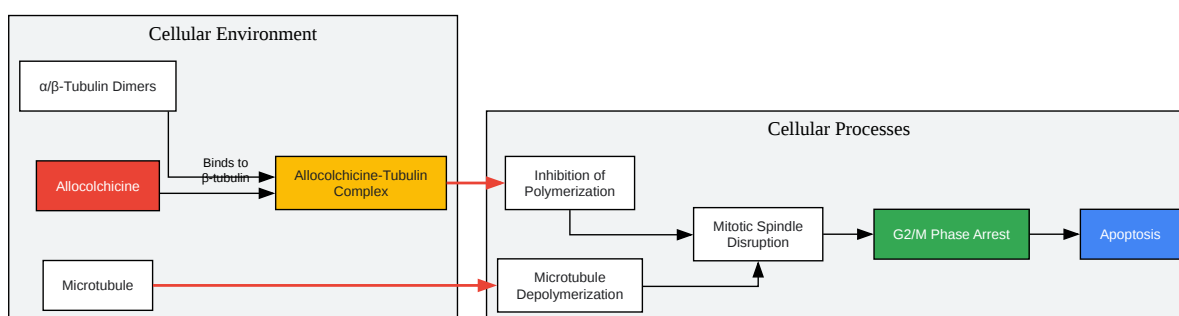 Cellular Environment
α/β-Tubulin Dimers
Binds to
β-tubulin
Allocolchicine
Allocolchicine-Tubulin
Complex
Microtubule
Cellular Processes
Inhibition of
Polymerization
Mitotic Spindle
Disruption
G2/M Phase Arrest
Apoptosis
Microtubule
Depolymerization